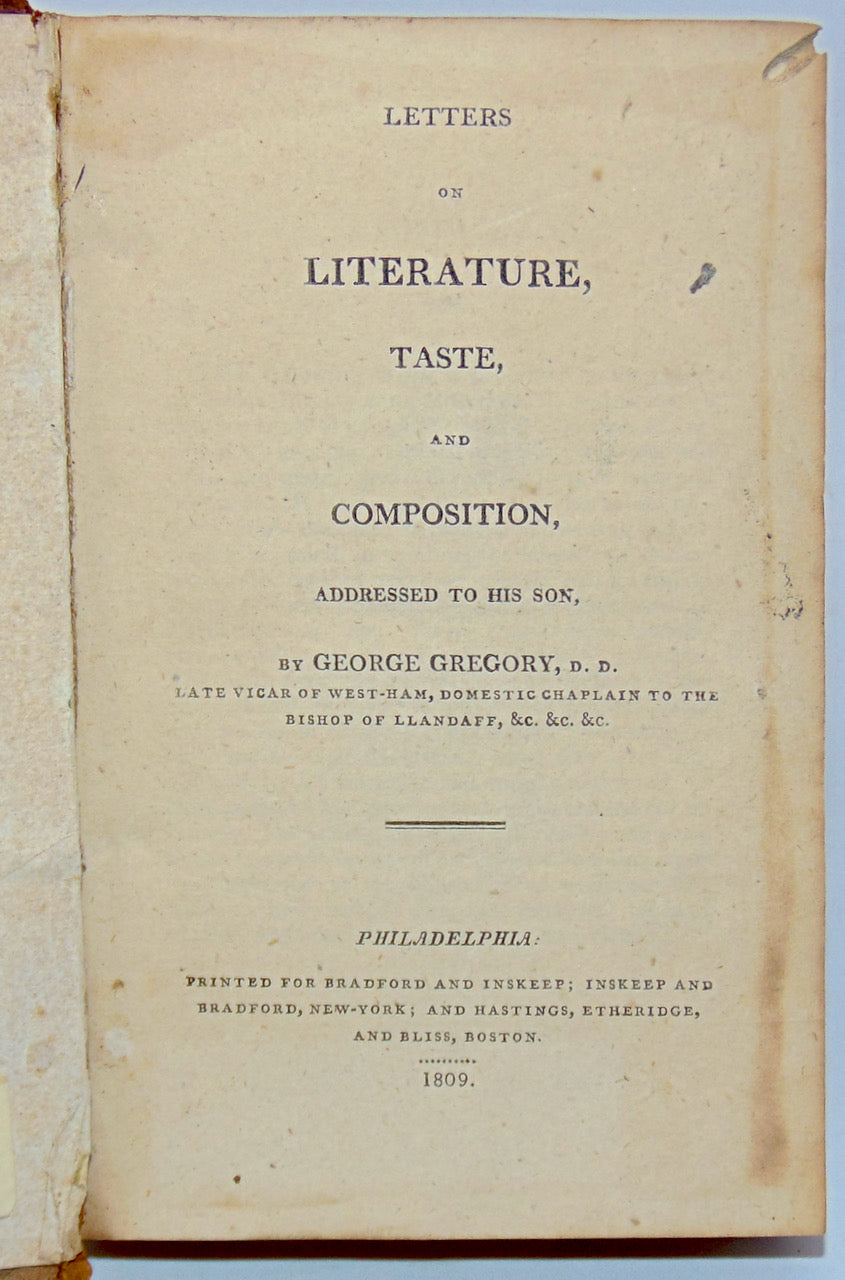 LETTERS
ON
LITERATURE,
TASTE,
AND
COMPOSITION,
ADDRESSED TO HIS SON,
BY GEORGE GREGORY, D. D.
LATE VICAR OF WEST-HAM, DOMESTIC CHAPLAIN TO THE
BISHOP OF LLANDAFF, &c. &c. &c.
PHILADELPHIA:
PRINTED FOR BRADFORD AND INSKEEP; INSKEEP AND
BRADFORD, NEW-YORK; AND HASTINGS, ETHERIDGE,
AND BLISS, BOSTON.
..........
1809.